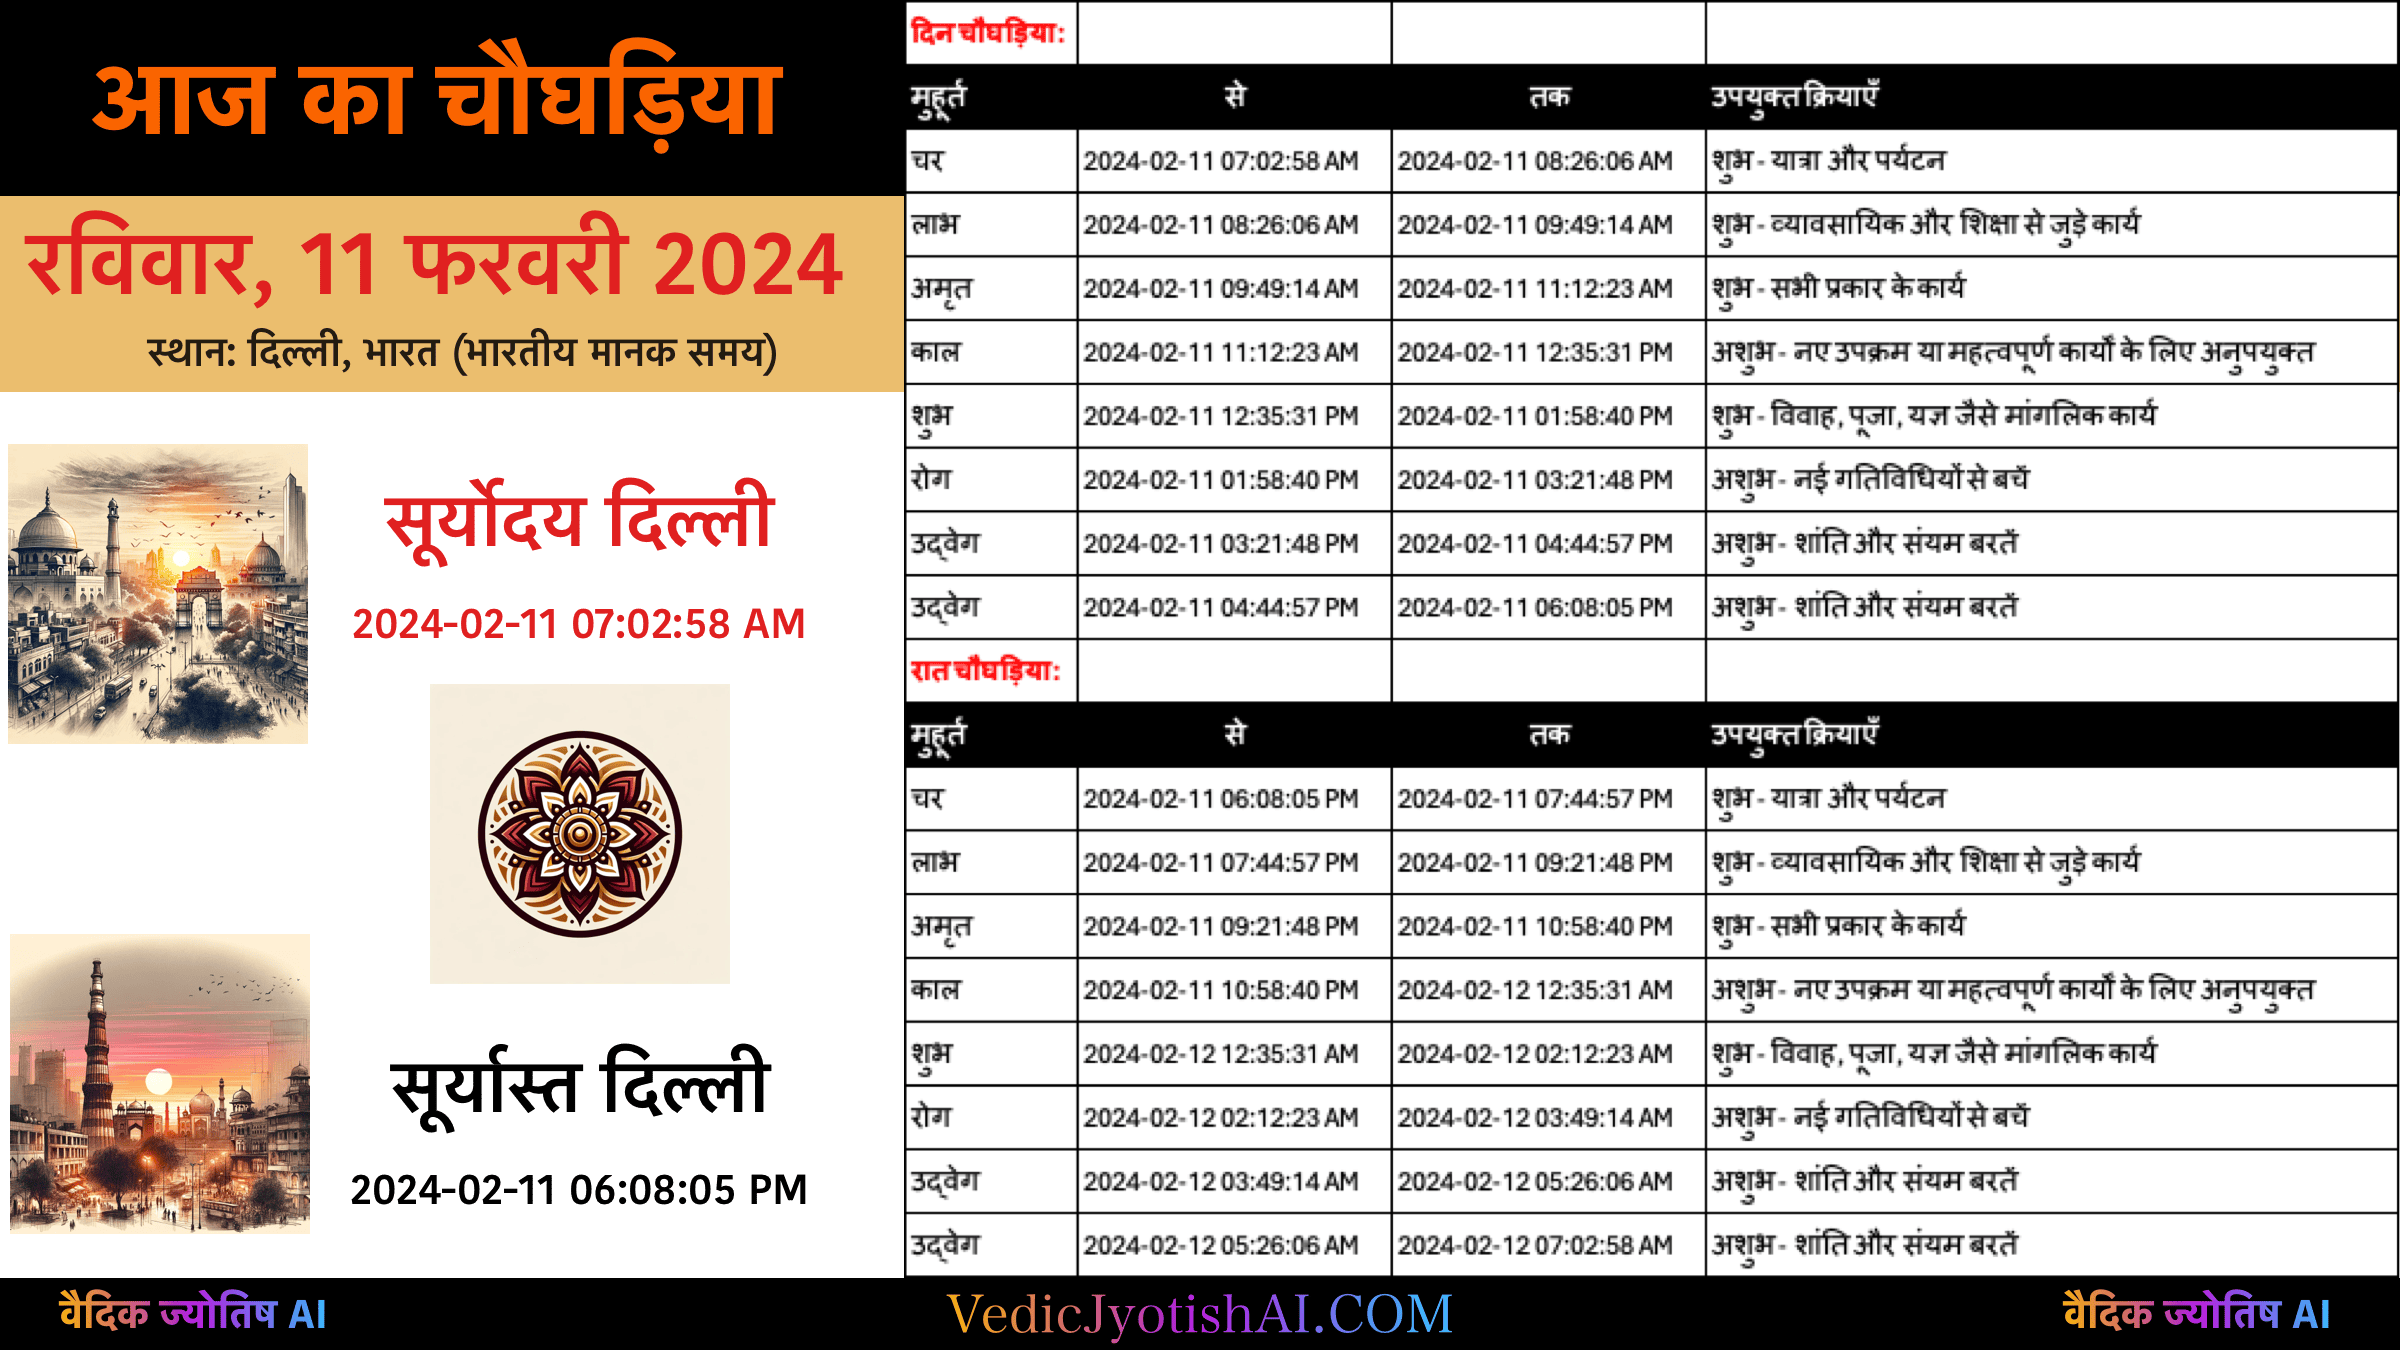 आज का चौघड़िया
रविवार, 11 फरवरी 2024
स्थान: दिल्ली, भारत (भारतीय मानक समय)
सूर्योदय दिल्ली
2024-02-11 07:02:58 AM
सूर्यास्त दिल्ली
2024-02-11 06:08:05 PM
दिन चौघड़िया:
मुहूर्त से तक उपयुक्त क्रियाएँ
चर 2024-02-11 07:02:58 AM 2024-02-11 08:26:06 AM शुभ - यात्रा और पर्यटन
लाभ 2024-02-11 08:26:06 AM 2024-02-11 09:49:14 AM शुभ - व्यावसायिक और शिक्षा से जुड़े कार्य
अमृत 2024-02-11 09:49:14 AM 2024-02-11 11:12:23 AM शुभ - सभी प्रकार के कार्य
काल 2024-02-11 11:12:23 AM 2024-02-11 12:35:31 PM अशुभ - नए उपक्रम या महत्वपूर्ण कार्यों के लिए अनुपयुक्त
शुभ 2024-02-11 12:35:31 PM 2024-02-11 01:58:40 PM शुभ - विवाह, पूजा, यज्ञ जैसे मांगलिक कार्य
रोग 2024-02-11 01:58:40 PM 2024-02-11 03:21:48 PM अशुभ - नई गतिविधियों से बचें
उद्वेग 2024-02-11 03:21:48 PM 2024-02-11 04:44:57 PM अशुभ - शांति और संयम बरतें
उद्वेग 2024-02-11 04:44:57 PM 2024-02-11 06:08:05 PM अशुभ - शांति और संयम बरतें
रात चौघड़िया:
मुहूर्त से तक उपयुक्त क्रियाएँ
चर 2024-02-11 06:08:05 PM 2024-02-11 07:44:57 PM शुभ - यात्रा और पर्यटन
लाभ 2024-02-11 07:44:57 PM 2024-02-11 09:21:48 PM शुभ - व्यावसायिक और शिक्षा से जुड़े कार्य
अमृत 2024-02-11 09:21:48 PM 2024-02-11 10:58:40 PM शुभ - सभी प्रकार के कार्य
काल 2024-02-11 10:58:40 PM 2024-02-12 12:35:31 AM अशुभ - नए उपक्रम या महत्वपूर्ण कार्यों के लिए अनुपयुक्त
शुभ 2024-02-12 12:35:31 AM 2024-02-12 02:12:23 AM शुभ - विवाह, पूजा, यज्ञ जैसे मांगलिक कार्य
रोग 2024-02-12 02:12:23 AM 2024-02-12 03:49:14 AM अशुभ - नई गतिविधियों से बचें
उद्वेग 2024-02-12 03:49:14 AM 2024-02-12 05:26:06 AM अशुभ - शांति और संयम बरतें
उद्वेग 2024-02-12 05:26:06 AM 2024-02-12 07:02:58 AM अशुभ - शांति और संयम बरतें
वैदिक ज्योतिष AI VedicJyotishAI.COM वैदिक ज्योतिष AI